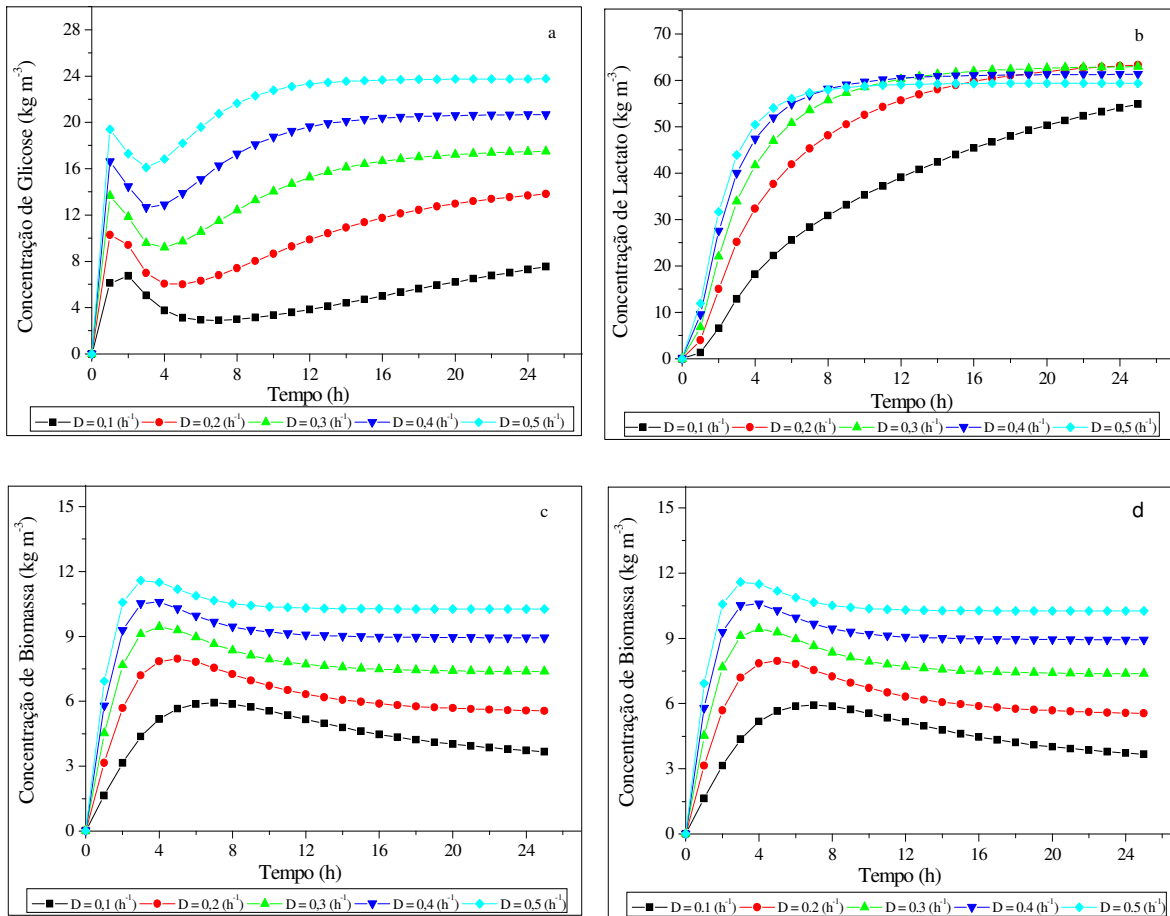 a
Concentração de Glicose (kg m-3)
28
24
20
16
12
8
4
0
0 4 8 12 16 20 24
Tempo (h)
D = 0,1 (h-1) D = 0,2 (h-1) D = 0,3 (h-1) D = 0,4 (h-1) D = 0,5 (h-1)
b
Concentração de Lactato (kg m-3)
70
60
50
40
30
20
10
0
0 4 8 12 16 20 24
Tempo (h)
D = 0,1 (h-1) D = 0,2 (h-1) D = 0,3 (h-1) D = 0,4 (h-1) D = 0,5 (h-1)
c
Concentração de Biomassa (kg m-3)
15
12
9
6
3
0
0 4 8 12 16 20 24
Tempo (h)
D = 0,1 (h-1) D = 0,2 (h-1) D = 0,3 (h-1) D = 0,4 (h-1) D = 0,5 (h-1)
d
Concentração de Biomassa (kg m-3)
15
12
9
6
3
0
0 4 8 12 16 20 24
Tempo (h)
D = 0.1 (h-1) D = 0.2 (h-1) D = 0,3 (h-1) D = 0,4 (h-1) D = 0,5 (h-1)